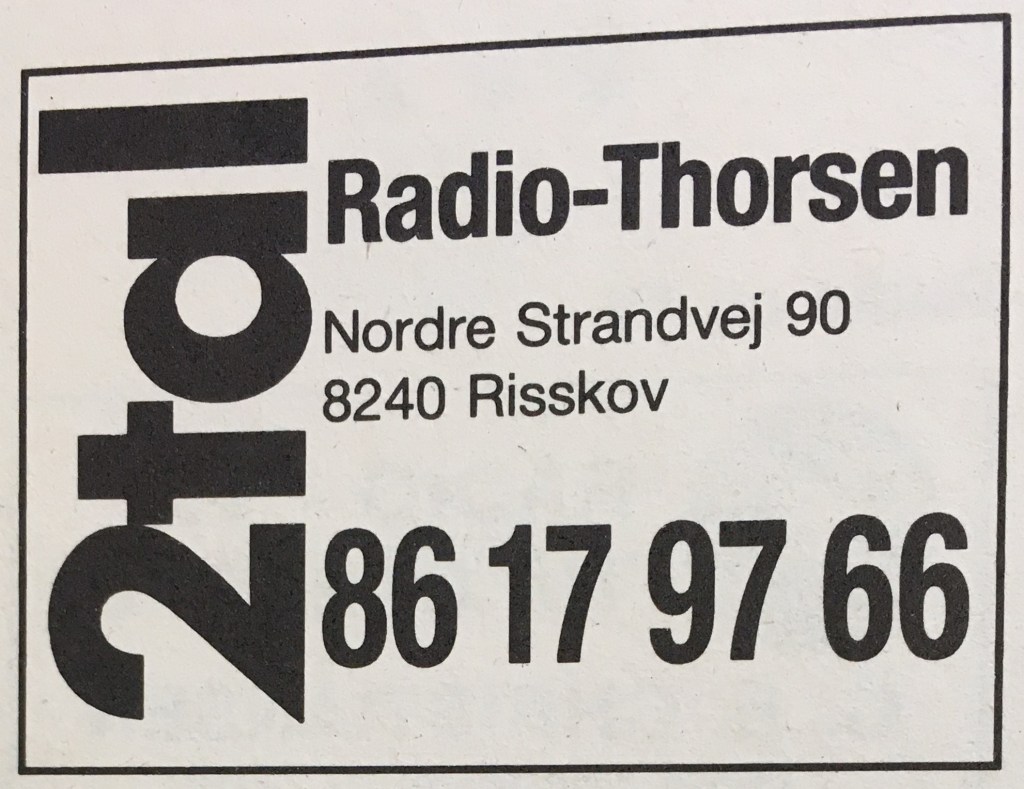 2tal
Radio-Thorsen
Nordre Strandvej 90
8240 Risskov
86 17 97 66